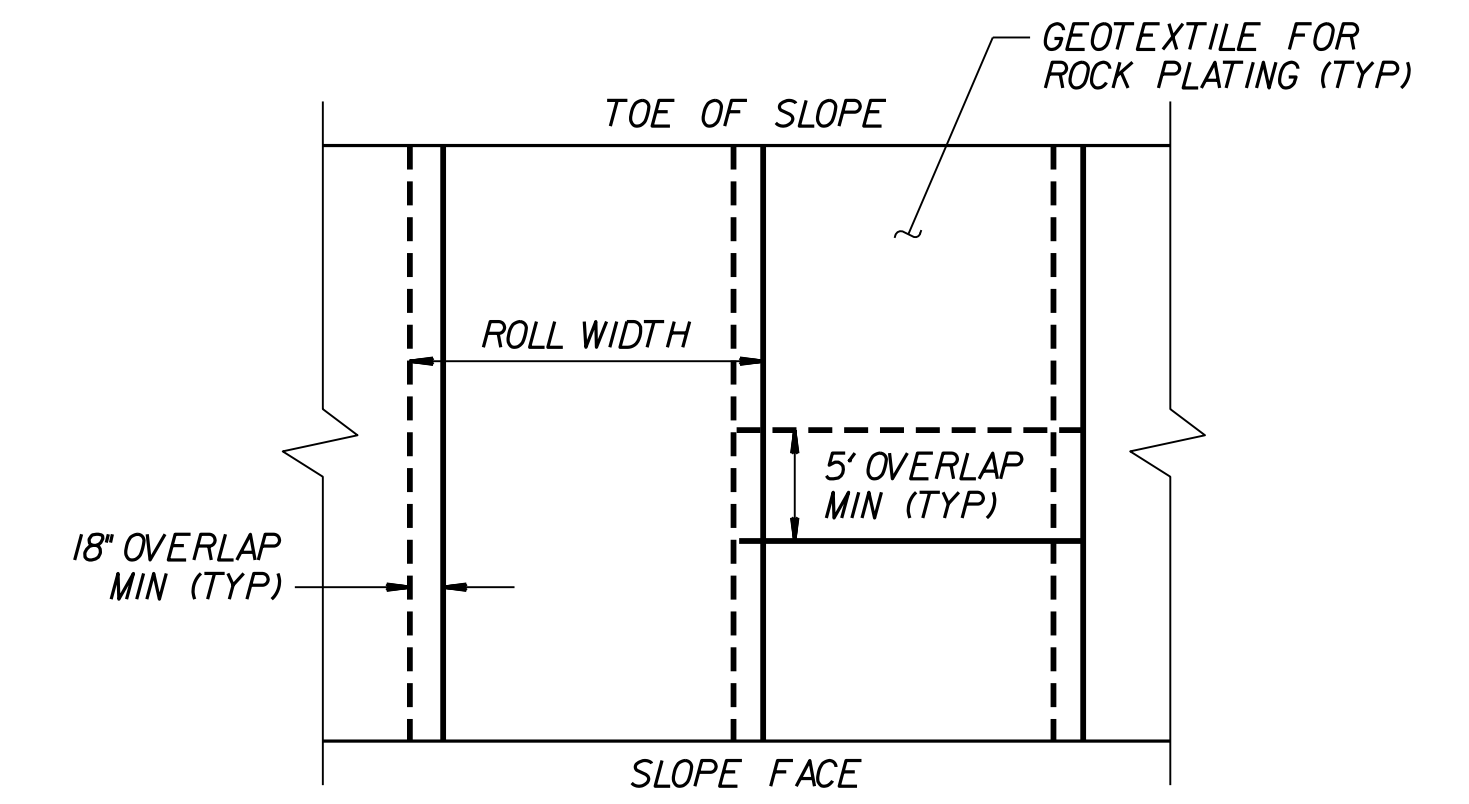 GEOTEXTILE FOR
ROCK PLATING (TYP)
TOE OF SLOPE
ROLL WIDTH
5' OVERLAP
MIN (TYP)
18" OVERLAP
MIN (TYP)
SLOPE FACE